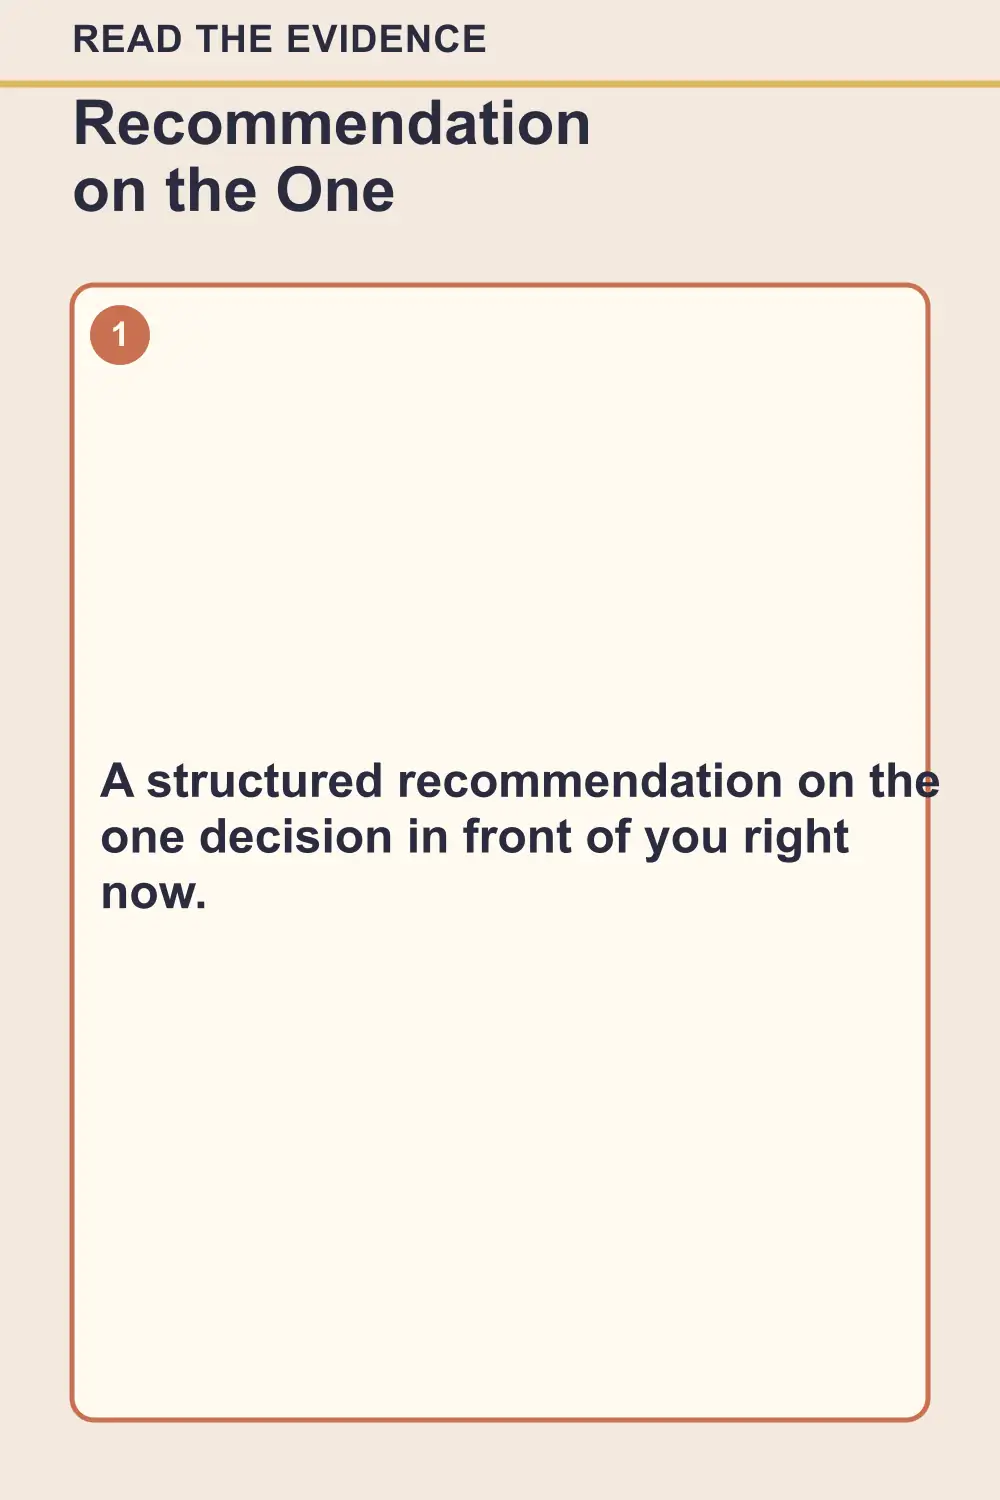 READ THE EVIDENCE
Recommendation
on the One
1
A structured recommendation on the
one decision in front of you right
now.